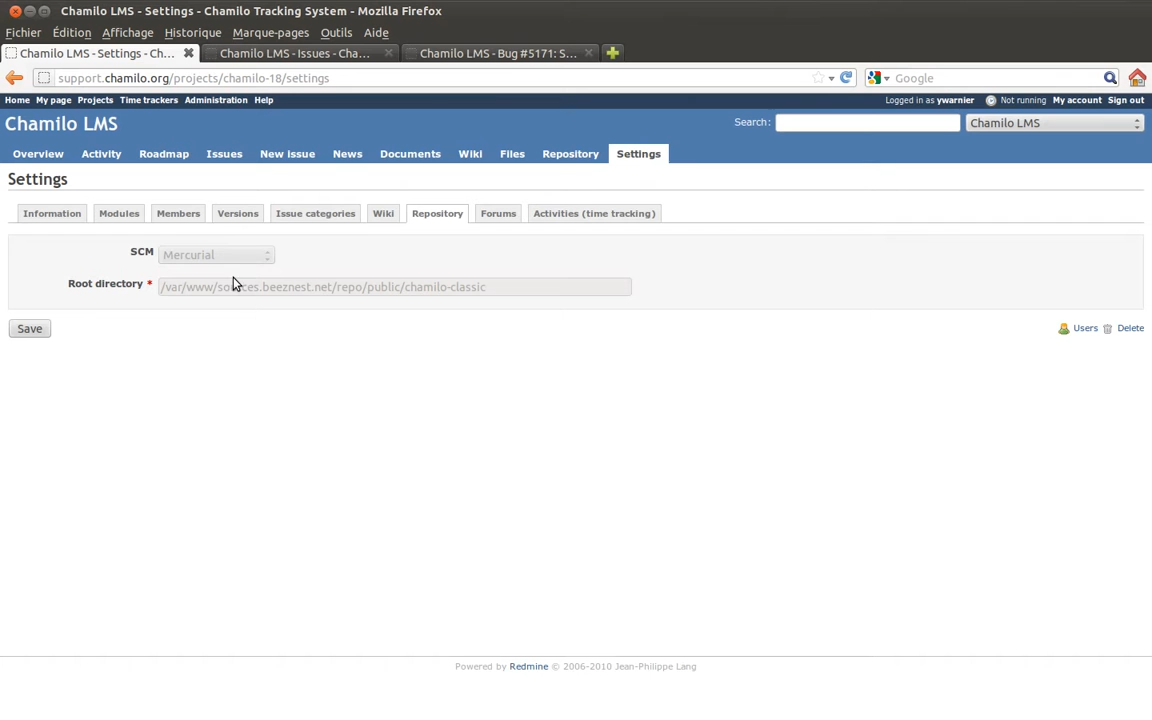 Chamilo LMS - Settings - Chamilo Tracking System - Mozilla Firefox
Fichier Édition Affichage Historique Marque-pages Outils Aide
Chamilo LMS - Settings - Ch... Chamilo LMS - Issues - Cha... Chamilo LMS - Bug #5171: S...
support.chamilo.org/projects/chamilo-18/settings Google
Home My page Projects Time trackers Administration Help Logged in as ywarnier Not running My account Sign out
Chamilo LMS Search: Chamilo LMS
Overview Activity Roadmap Issues New issue News Documents Wiki Files Repository Settings
Settings
Information Modules Members Versions Issue categories Wiki Repository Forums Activities (time tracking)
SCM Mercurial
Root directory * /var/www/sources.beeznest.net/repo/public/chamilo-classic
Save Users Delete
Powered by Redmine © 2006-2010 Jean-Philippe Lang